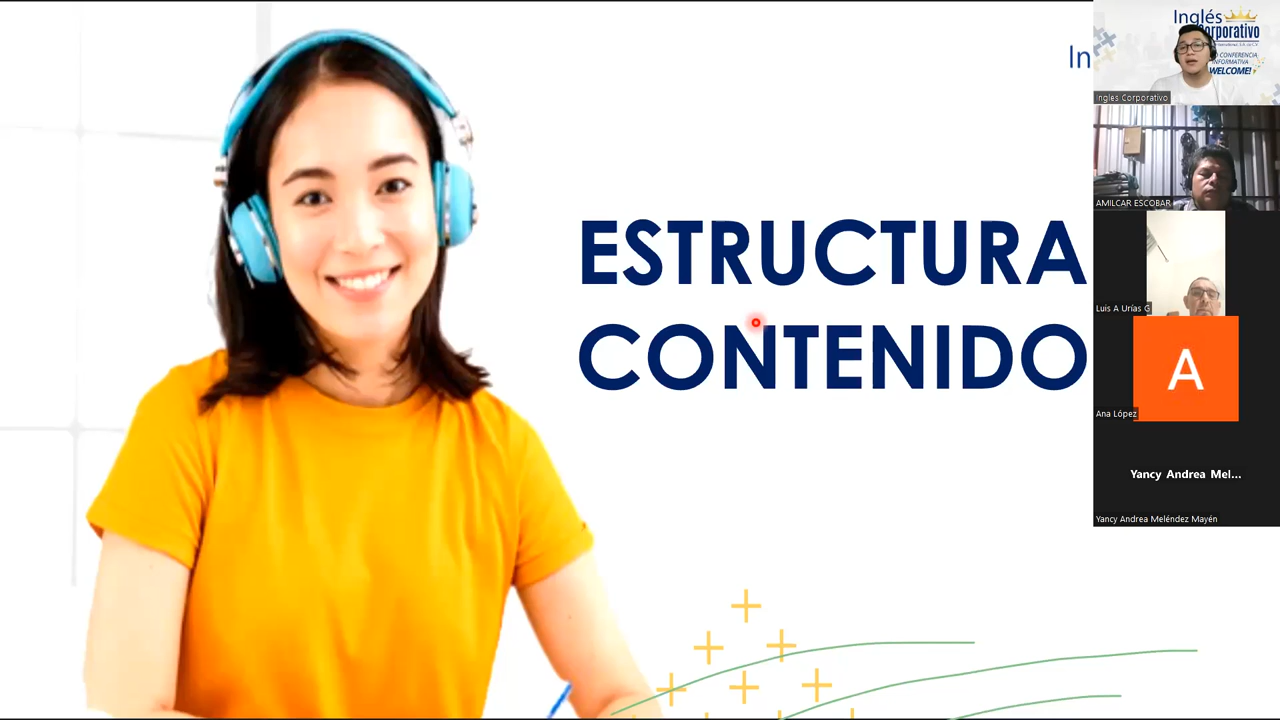 ESTRUCTURA
CONTENIDO
In
Inglés
Corporativo
CONFERENCIA
INFORMATIVA
WELCOME!
Ingles Corporativo
AMILCAR ESCOBAR
Luis A Urías G
A
Ana López
Yancy Andrea Mel...
Yancy Andrea Meléndez Mayén